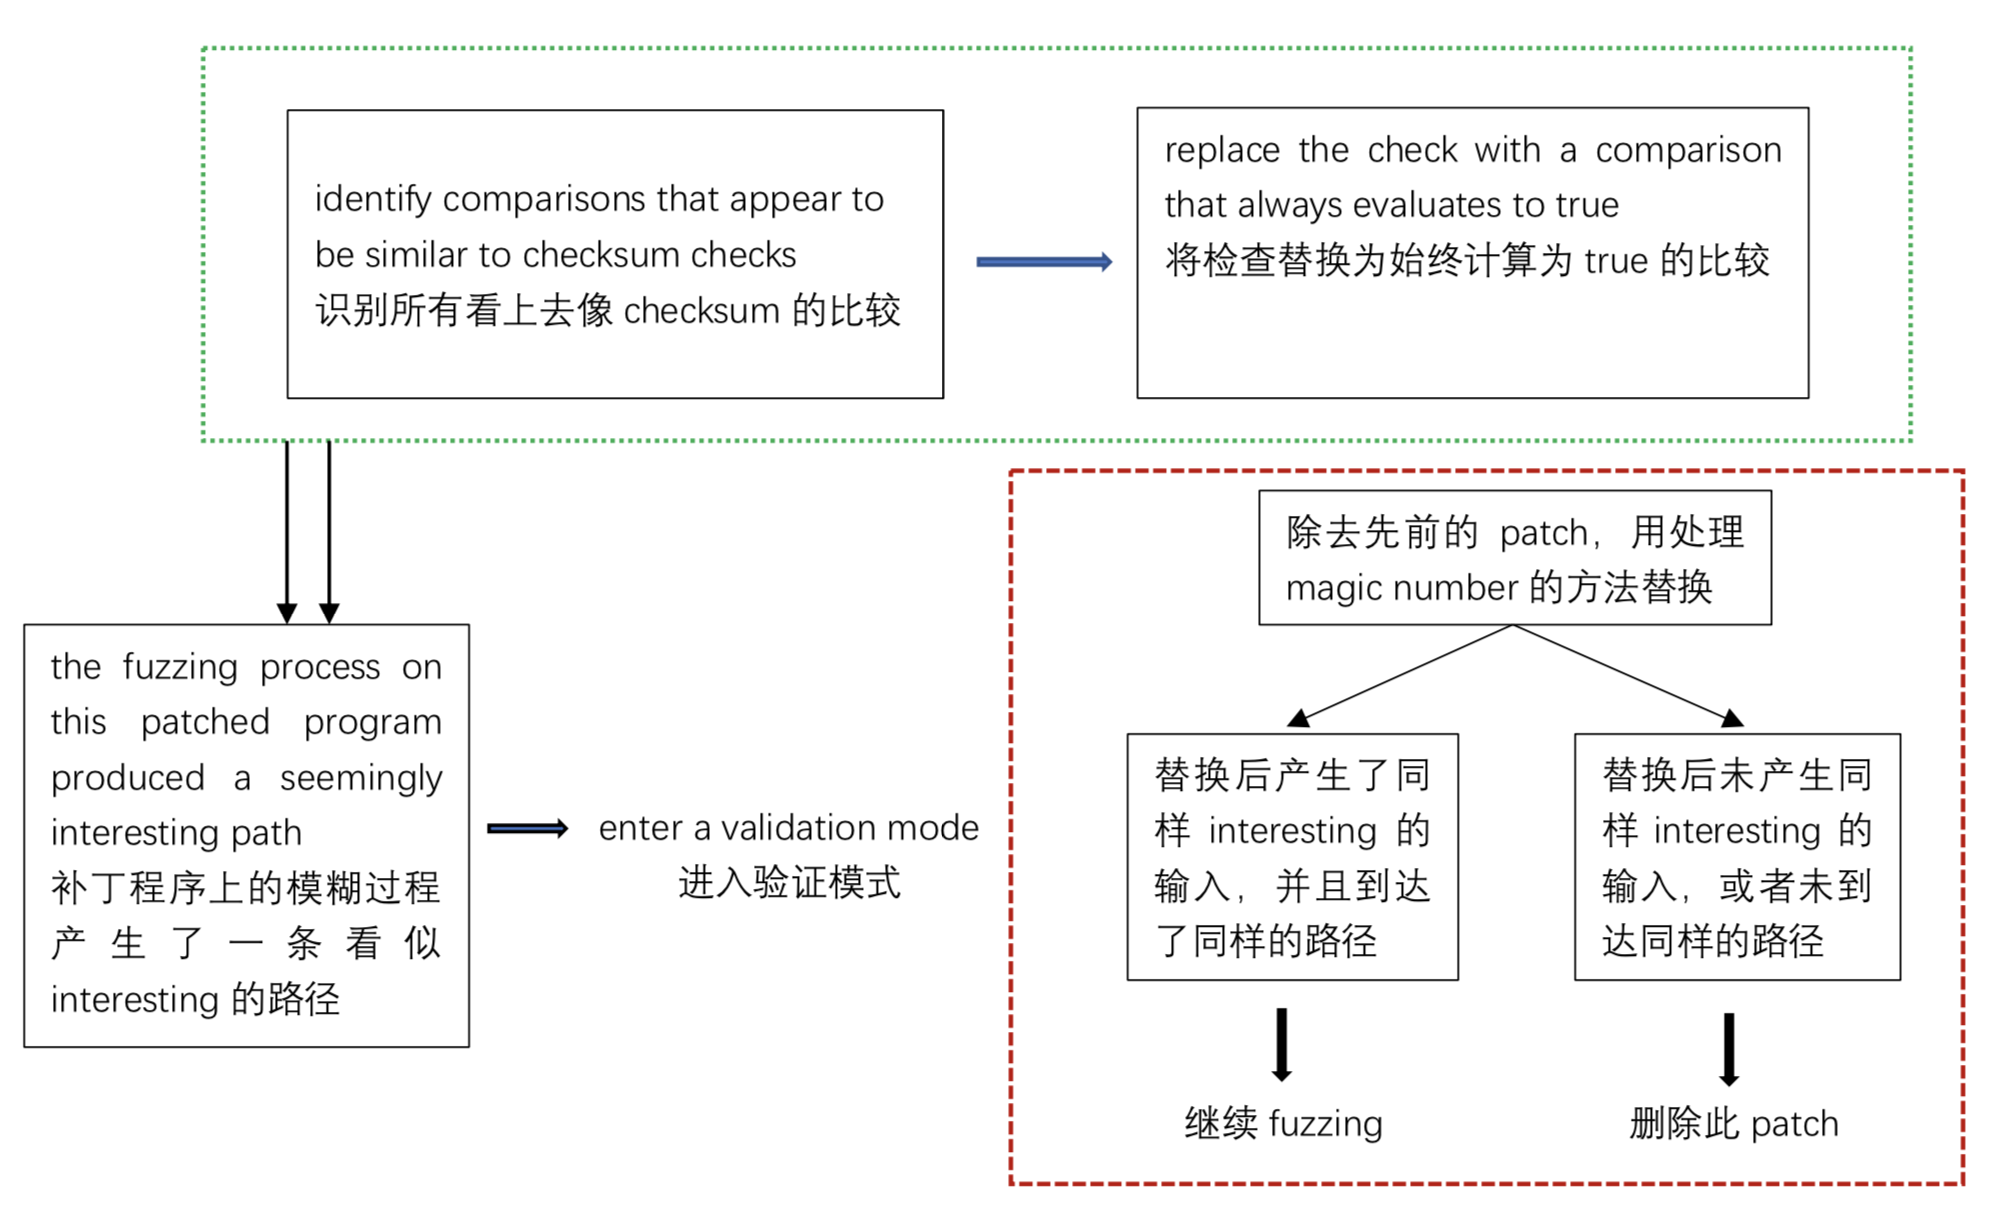 identify comparisons that appear to
be similar to checksum checks
识别所有看上去像 checksum 的比较
replace the check with a comparison
that always evaluates to true
将检查替换为始终计算为 true 的比较
the fuzzing process on
this patched program
produced a seemingly
interesting path
补丁程序上的模糊过程
产生了一条看似
interesting 的路径
enter a validation mode
进入验证模式
除去先前的 patch，用处理
magic number 的方法替换
替换后产生了同
样 interesting 的
输入，并且到达
了同样的路径
继续 fuzzing
替换后未产生同
样 interesting 的
输入，或者未到
达同样的路径
删除此 patch